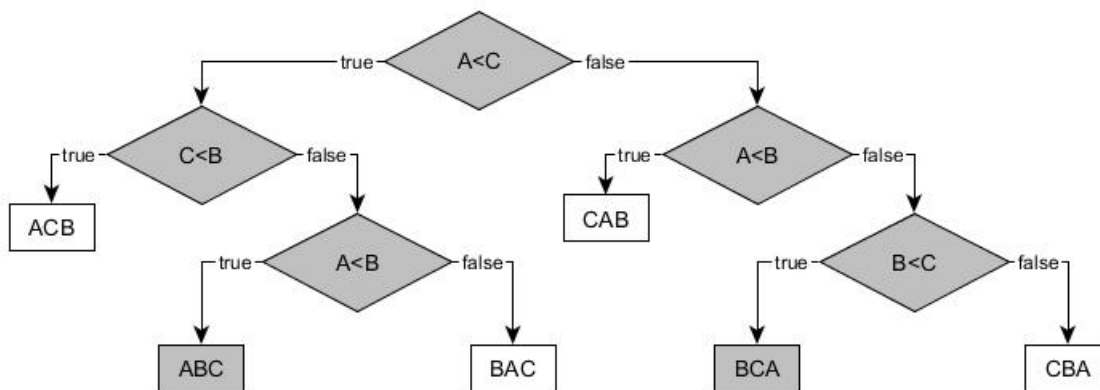 A<C
true
false
C<B
A<B
true
false
true
false
ACB
CAB
A<B
B<C
true
false
true
false
ABC
BAC
BCA
CBA